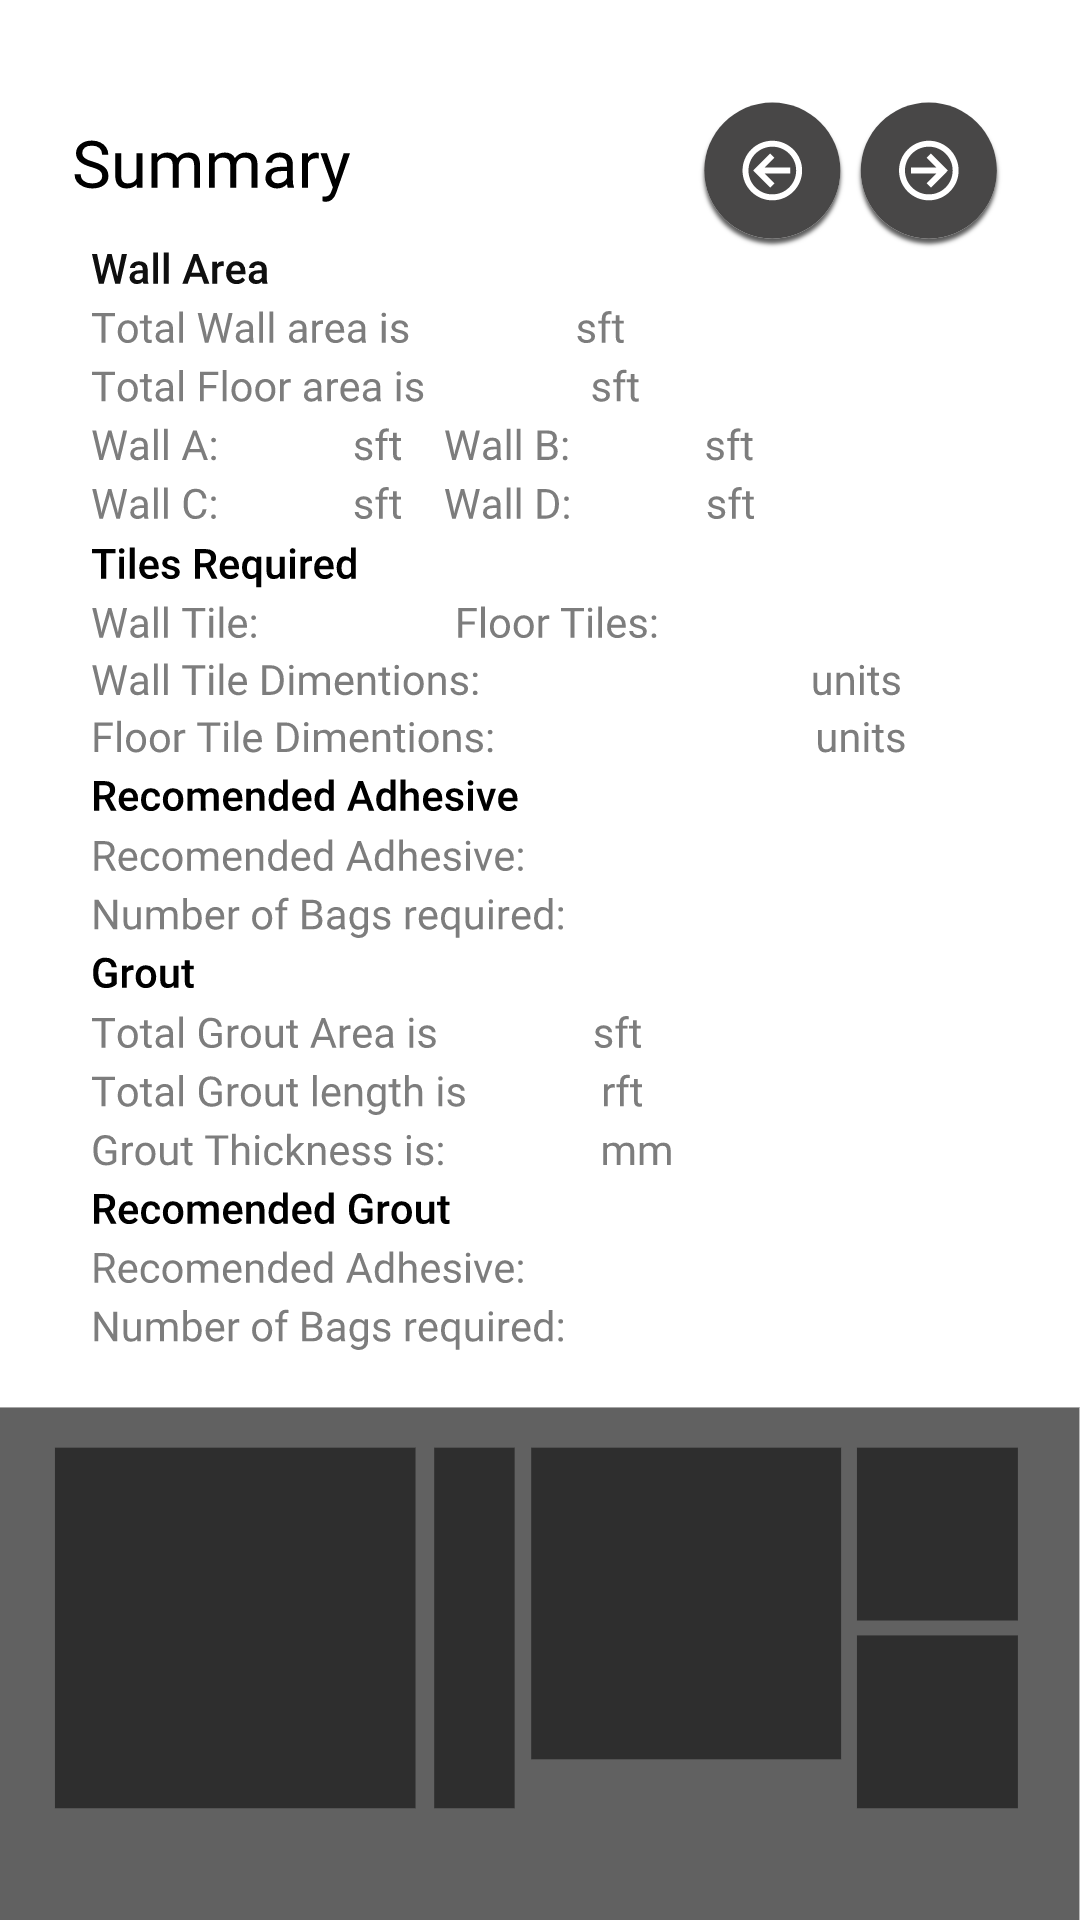 Summary
Wall Area
Total Wall area is sft
Total Floor area is sft
Wall A: sft Wall B: sft
Wall C: sft Wall D: sft
Tiles Required
Wall Tile: Floor Tiles:
Wall Tile Dimentions: units
Floor Tile Dimentions: units
Recomended Adhesive
Recomended Adhesive:
Number of Bags required:
Grout
Total Grout Area is sft
Total Grout length is rft
Grout Thickness is: mm
Recomended Grout
Recomended Adhesive:
Number of Bags required: